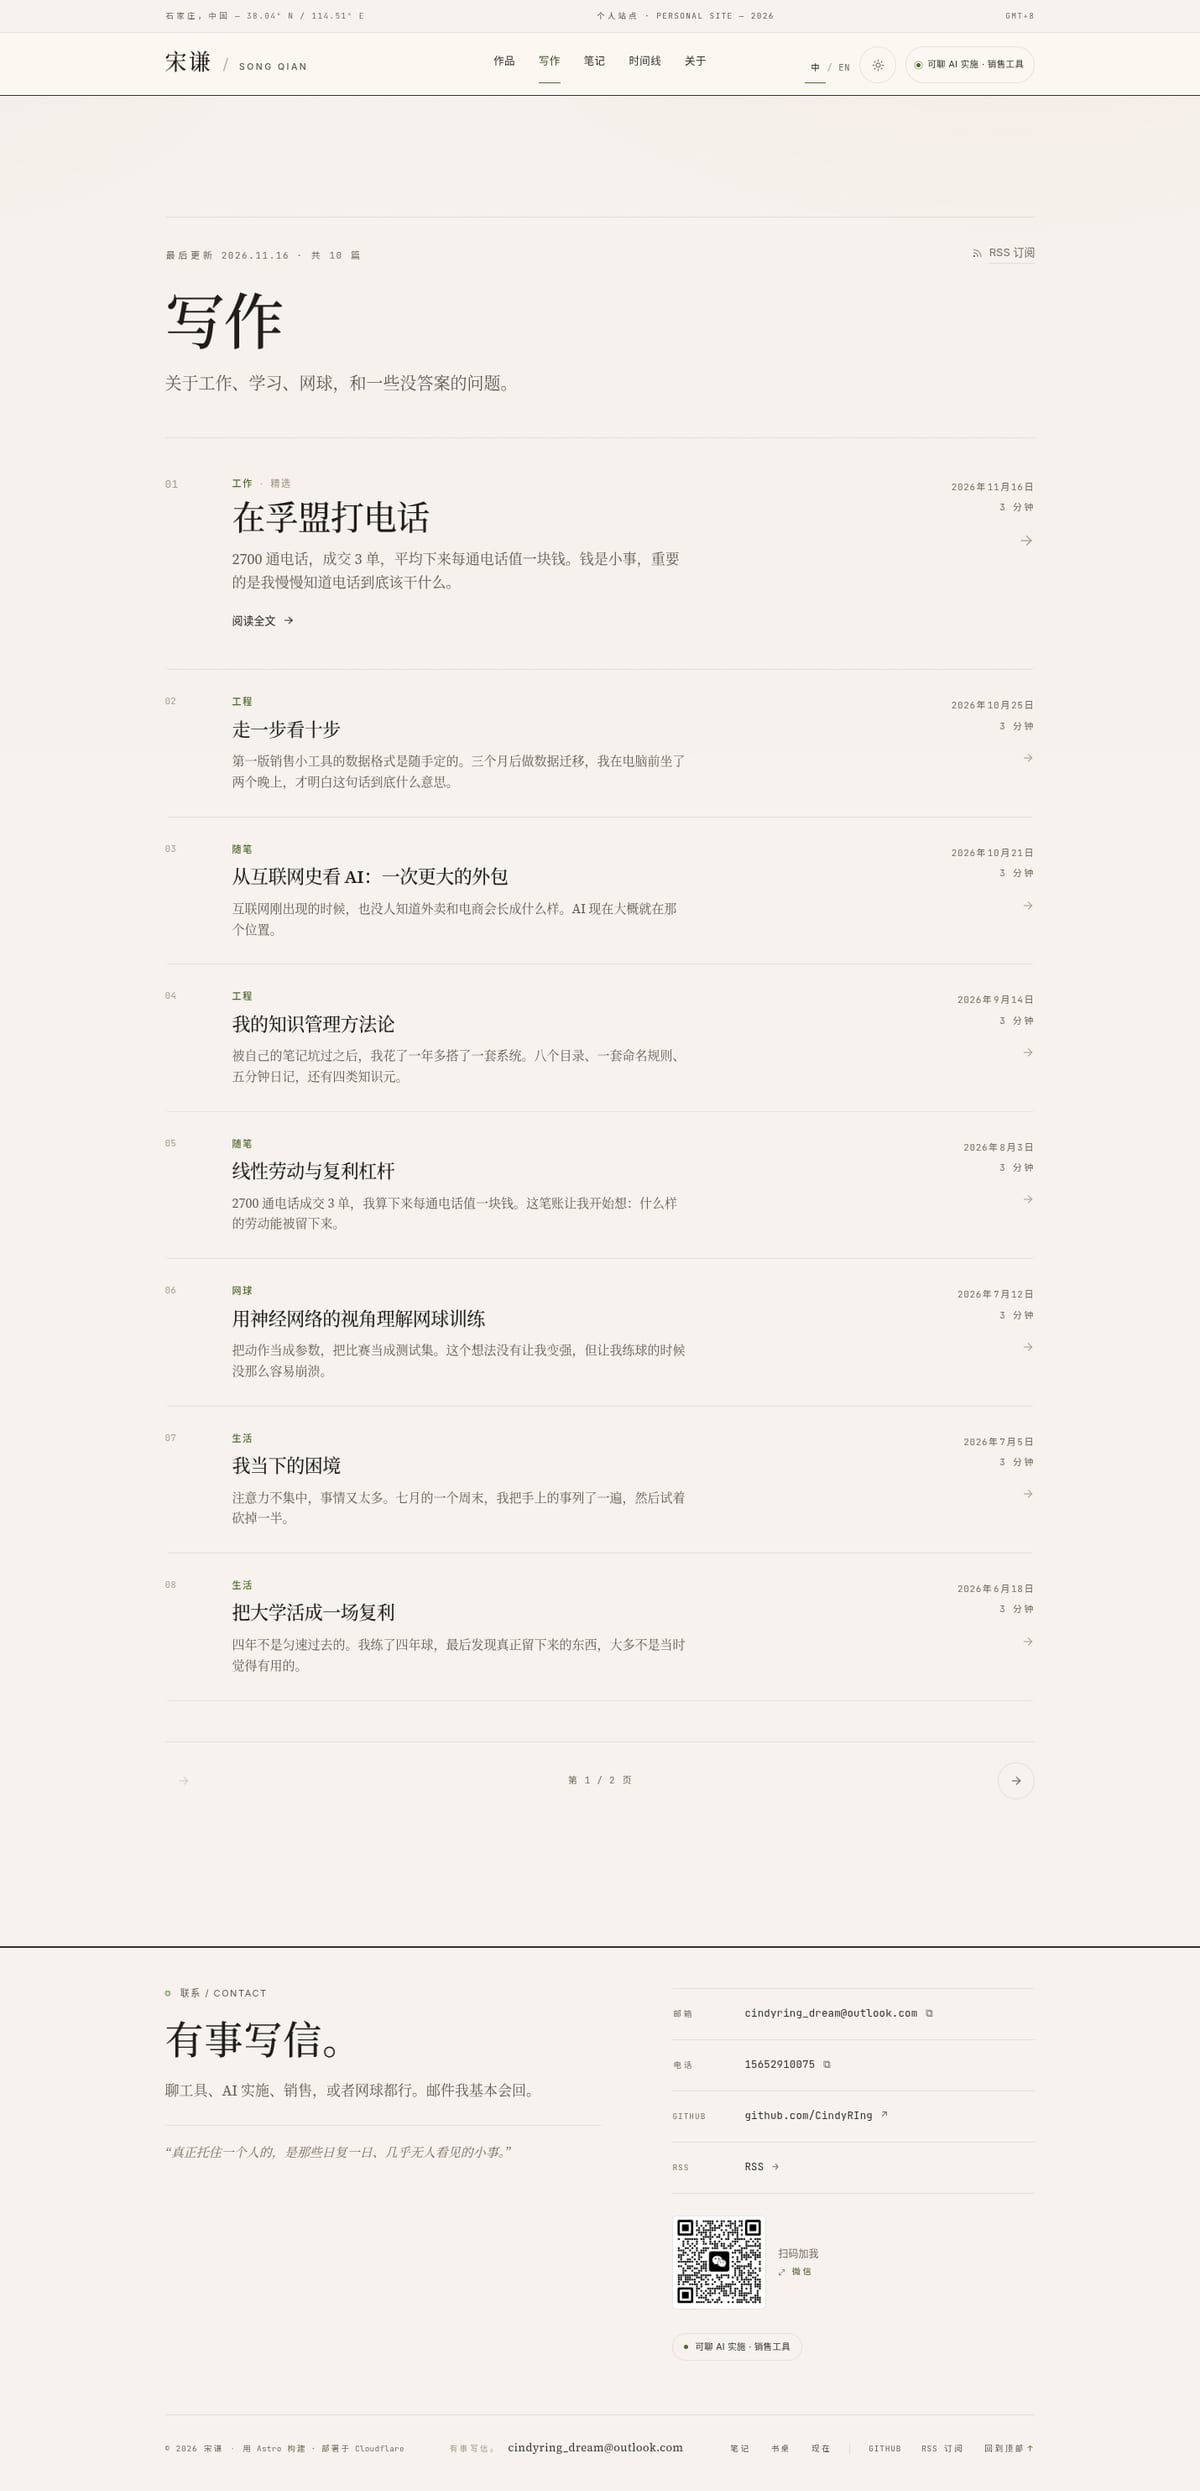 石家庄，中国 — 38.04° N / 114.51° E
个人站点 · PERSONAL SITE — 2026
GMT+8
宋谦 / SONG QIAN
作品 写作 笔记 时间线 关于
中 / EN
可聊 AI 实施 · 销售工具
最后更新 2026.11.16 · 共 10 篇
RSS 订阅
写作
关于工作、学习、网球，和一些没答案的问题。
01
工作 · 精选
在孚盟打电话
2700 通电话，成交 3 单，平均下来每通电话值一块钱。钱是小事，重要
的是我慢慢知道电话到底该干什么。
阅读全文 →
2026年11月16日
3 分钟
→
02
工程
走一步看十步
第一版销售小工具的数据格式是随手定的。三个月后做数据迁移，我在电脑前坐了
两个晚上，才明白这句话到底什么意思。
2026年10月25日
3 分钟
→
03
随笔
从互联网史看 AI：一次更大的外包
互联网刚出现的时候，也没人知道外卖和电商会长成什么样。AI 现在大概就在那
个位置。
2026年10月21日
3 分钟
→
04
工程
我的知识管理方法论
被自己的笔记坑过之后，我花了一年多搭了一套系统。八个目录、一套命名规则、
五分钟日记，还有四类知识元。
2026年9月14日
3 分钟
→
05
随笔
线性劳动与复利杠杆
2700 通电话成交 3 单，我算下来每通电话值一块钱。这笔账让我开始想：什么样
的劳动能被留下来。
2026年8月3日
3 分钟
→
06
网球
用神经网络的视角理解网球训练
把动作当成参数，把比赛当成测试集。这个想法没有让我变强，但让我练球的时候
没那么容易崩溃。
2026年7月12日
3 分钟
→
07
生活
我当下的困境
注意力不集中，事情又太多。七月的一个周末，我把手上的事列了一遍，然后试着
砍掉一半。
2026年7月5日
3 分钟
→
08
生活
把大学活成一场复利
四年不是匀速过去的。我练了四年球，最后发现真正留下来的东西，大多不是当时
觉得有用的。
2026年6月18日
3 分钟
→
→ 第 1 / 2 页 →
联系 / CONTACT
有事写信。
聊工具、AI 实施、销售，或者网球都行。邮件我基本会回。
“真正托住一个人的，是那些日复一日、几乎无人看见的小事。”
邮箱 cindyring_dream@outlook.com
电话 15652910075
GITHUB github.com/CindyRIng ↗
RSS RSS →
扫码加我
⤢ 微信
可聊 AI 实施 · 销售工具
© 2026 宋谦 · 用 Astro 构建 · 部署于 Cloudflare
有事写信。 cindyring_dream@outlook.com
笔记 书桌 现在 GITHUB RSS 订阅 回到顶部 ↑